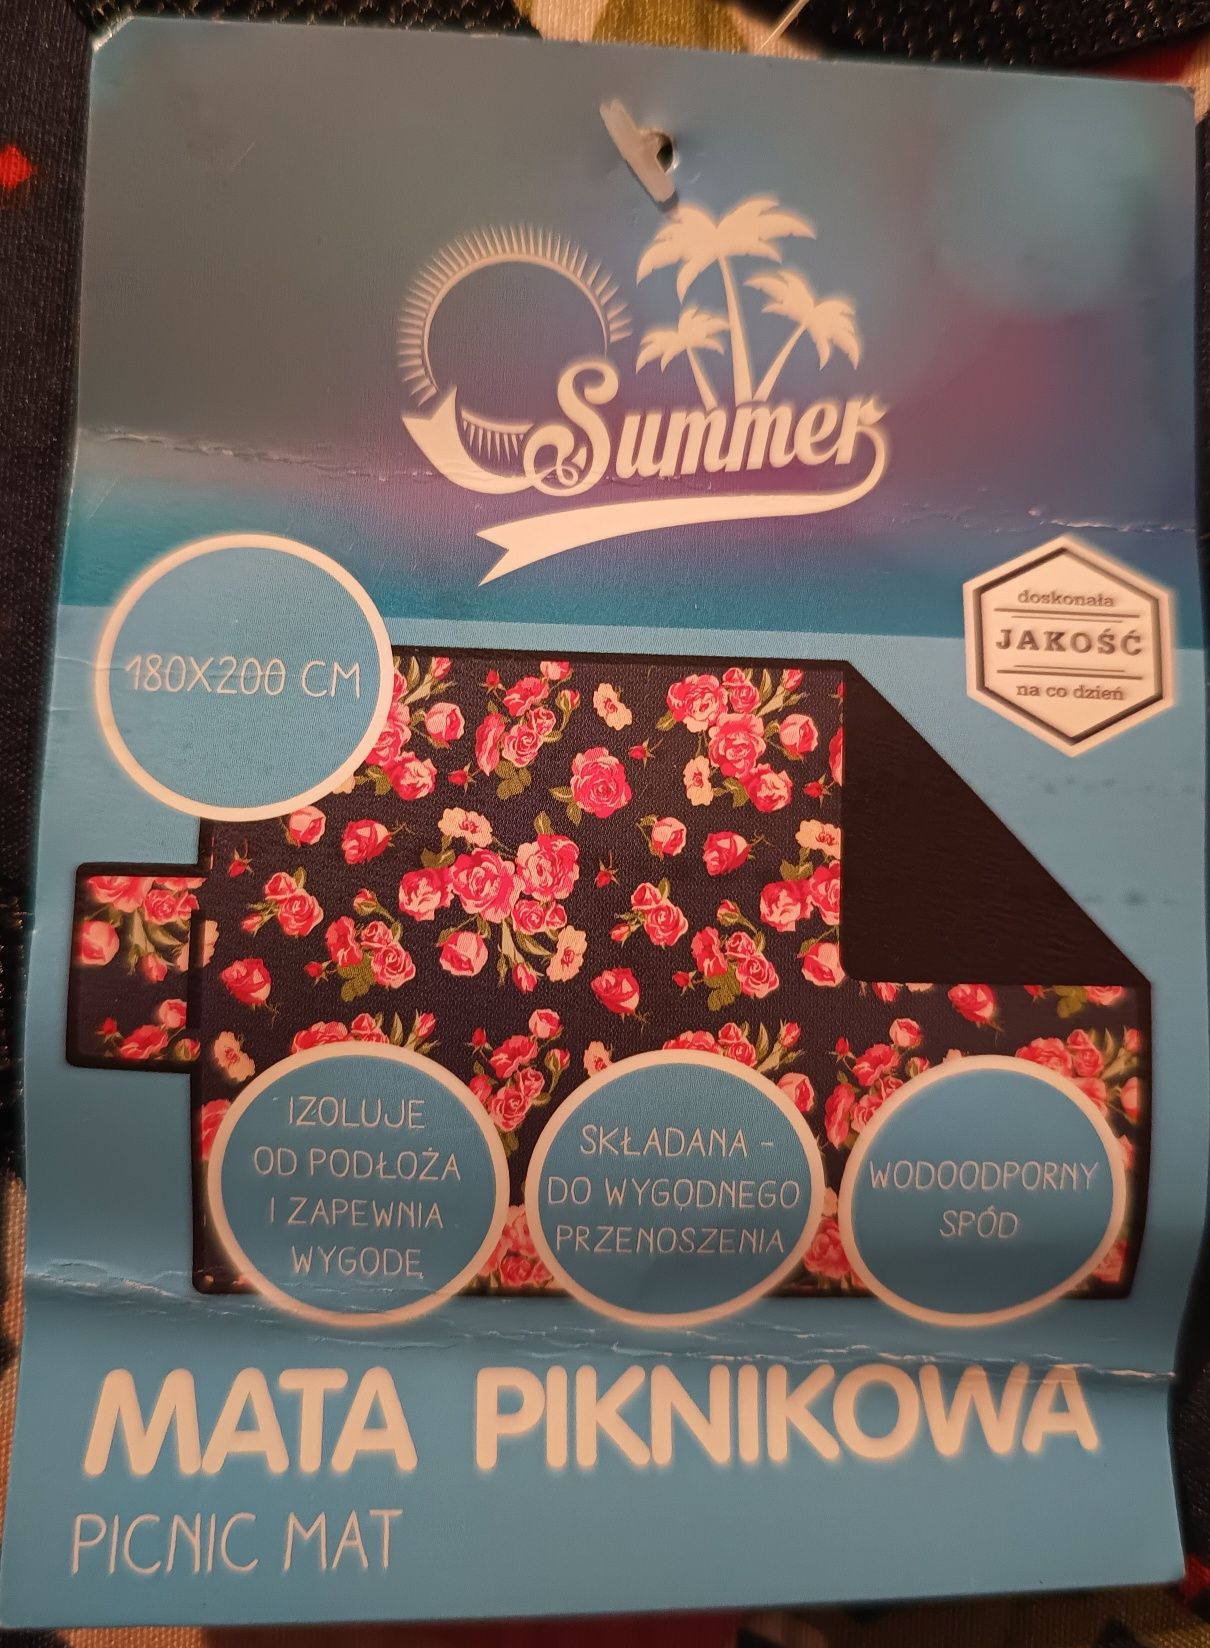 Summer
180X200 CM
doskonała
JAKOŚĆ
na co dzień
IZOLUJE
OD PODŁOŻA
I ZAPEWNIA
WYGODĘ
SKŁADANA -
DO WYGODNEGO
PRZENOSZENIA
WODOODPORNY
SPÓD
MATA PIKNIKOWA
PICNIC MAT